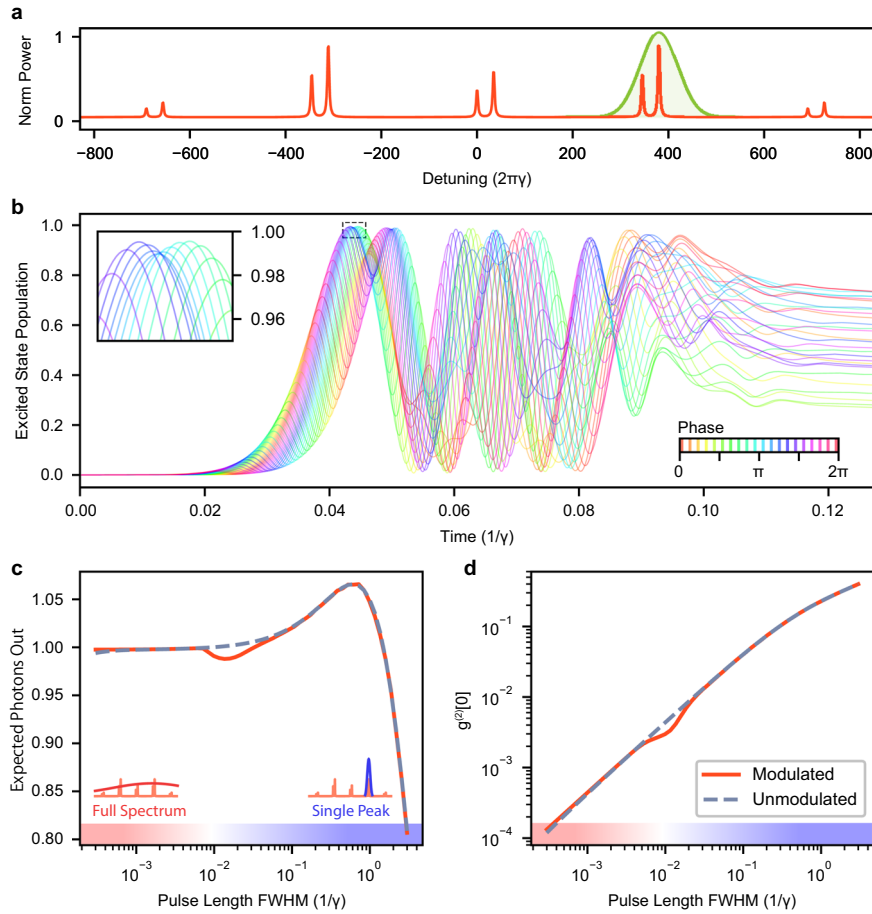 a
Norm Power
1
0
−800 −600 −400 −200 0 200 400 600 800
Detuning (2πγ)
b
Excited State Population
1.0
0.8
0.6
0.4
0.2
0.0
1.00
0.98
0.96
Phase
0 π 2π
0.00 0.02 0.04 0.06 0.08 0.10 0.12
Time (1/γ)
c
Expected Photons Out
1.05
1.00
0.95
0.90
0.85
0.80
Full Spectrum
Single Peak
10⁻³ 10⁻² 10⁻¹ 10⁰
Pulse Length FWHM (1/γ)
d
g⁽²⁾[0]
10⁻¹
10⁻²
10⁻³
10⁻⁴
Modulated
Unmodulated
10⁻³ 10⁻² 10⁻¹ 10⁰
Pulse Length FWHM (1/γ)